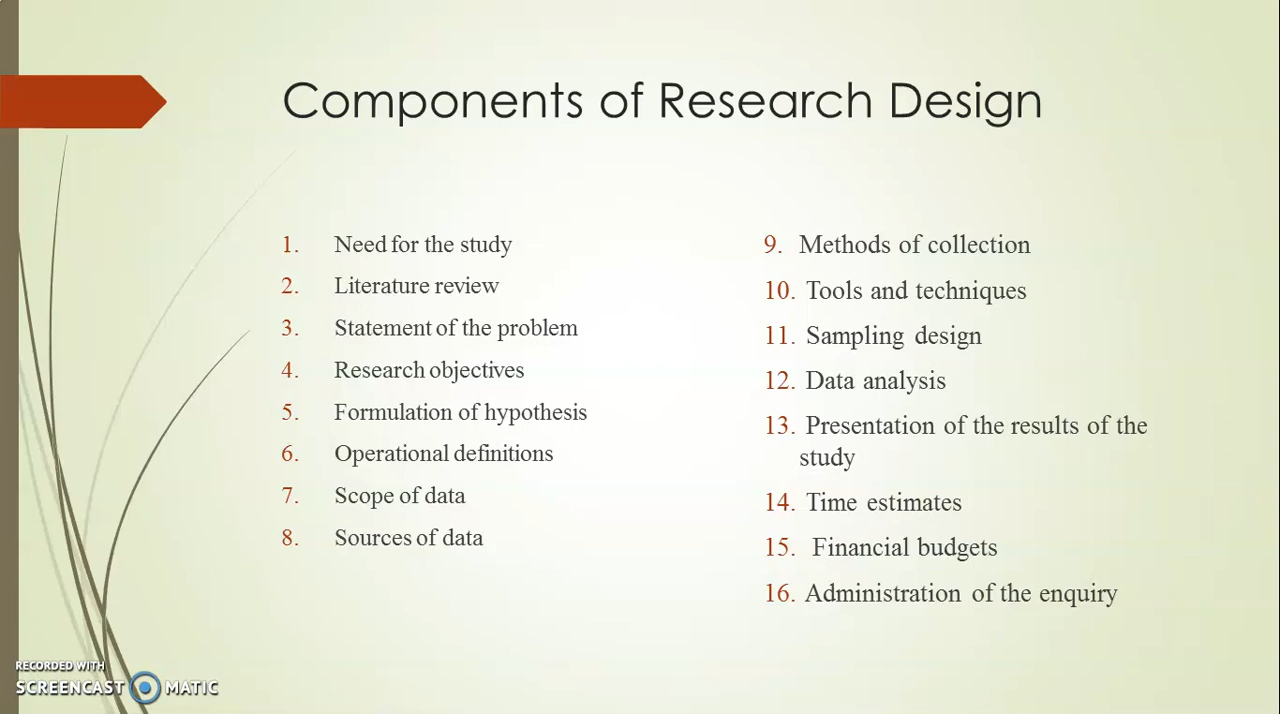 Components of Research Design
1. Need for the study
2. Literature review
3. Statement of the problem
4. Research objectives
5. Formulation of hypothesis
6. Operational definitions
7. Scope of data
8. Sources of data
9. Methods of collection
10. Tools and techniques
11. Sampling design
12. Data analysis
13. Presentation of the results of the
study
14. Time estimates
15. Financial budgets
16. Administration of the enquiry
RECORDED WITH
SCREENCAST MATIC